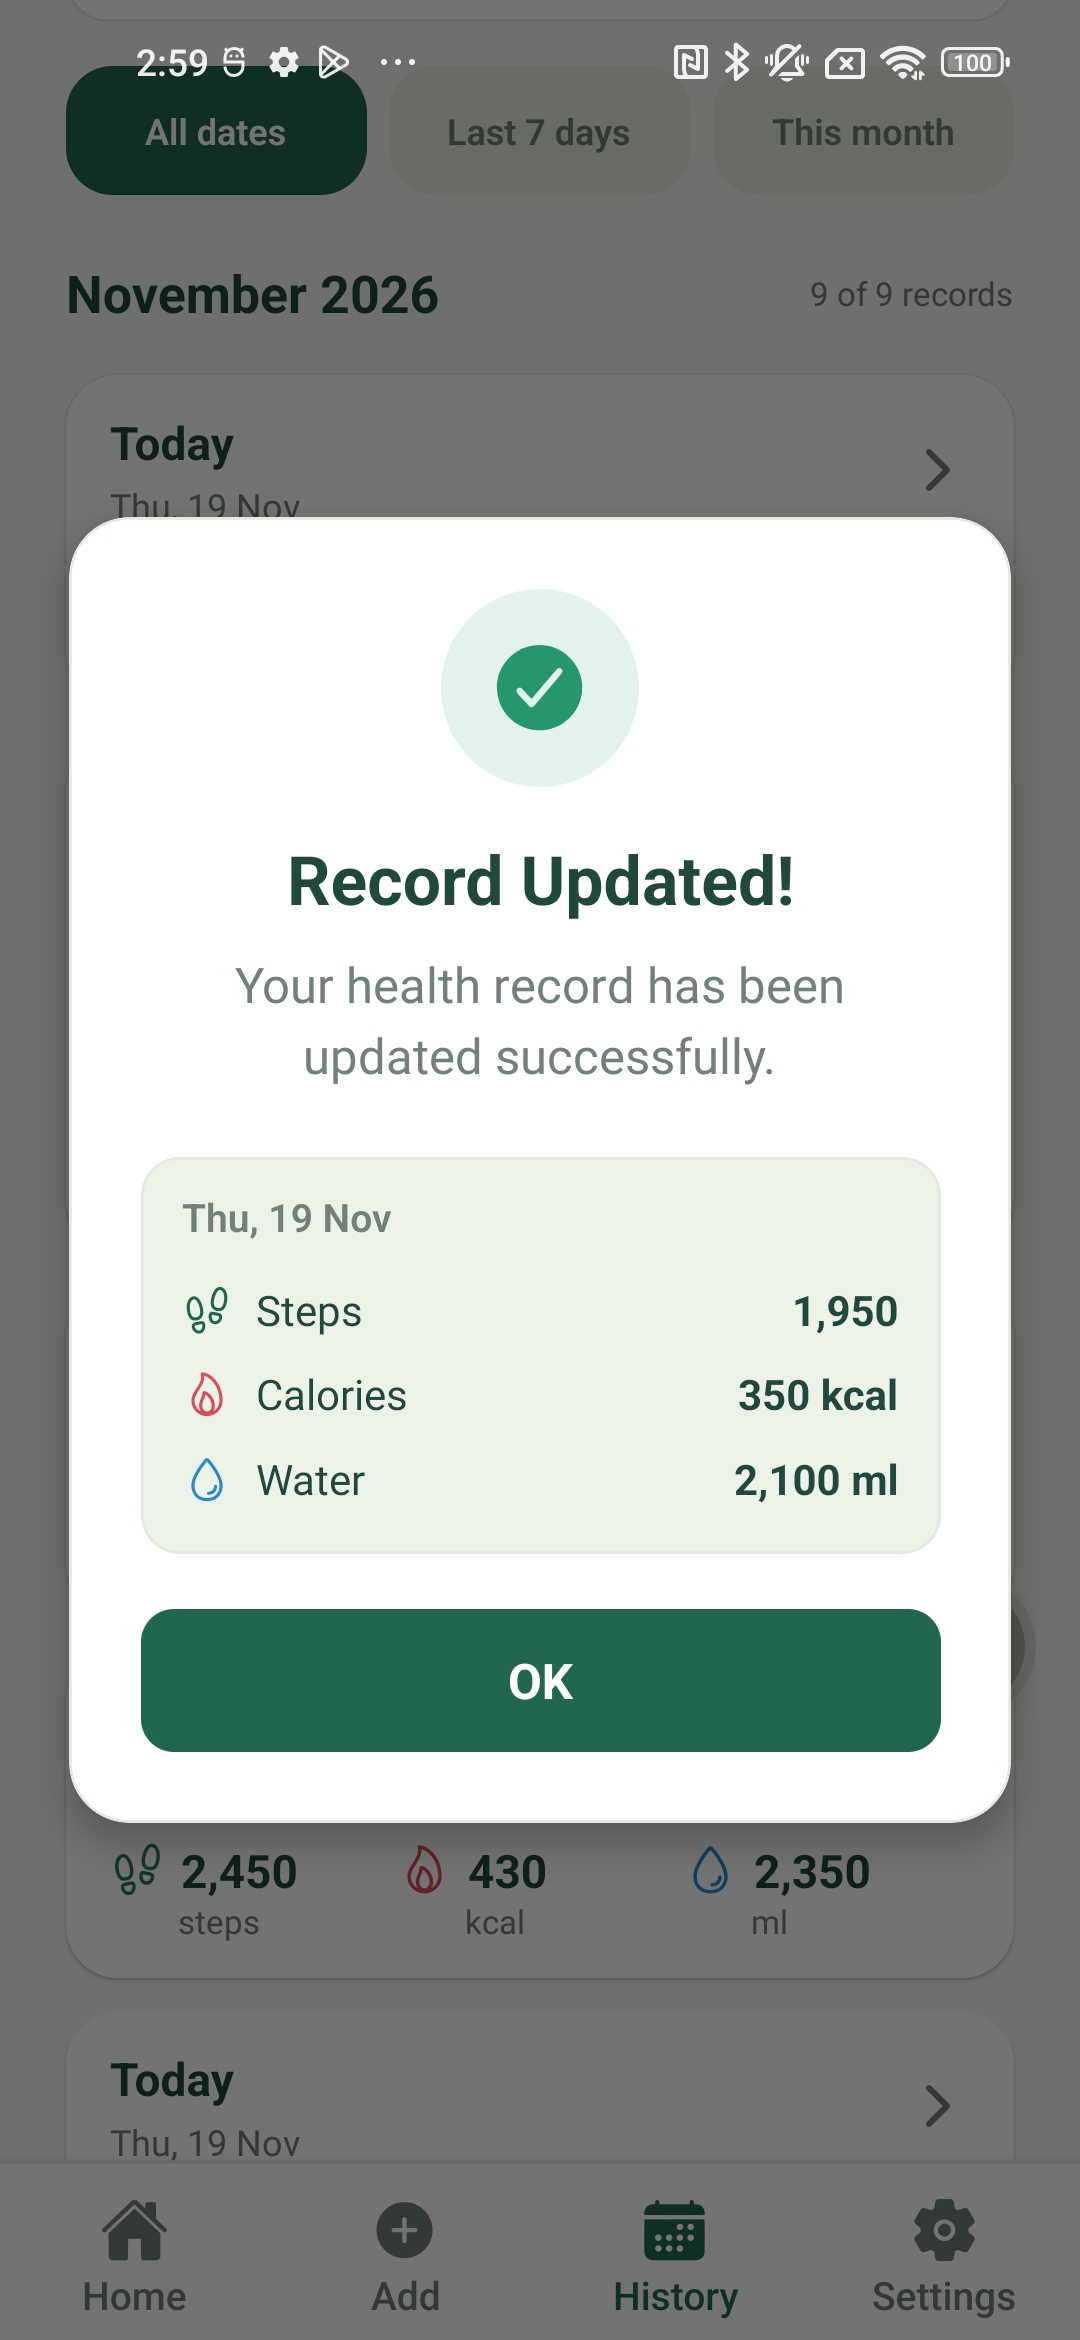 2:59
100
All dates
Last 7 days
This month
November 2026
9 of 9 records
Today
Thu, 19 Nov
Record Updated!
Your health record has been
updated successfully.
Thu, 19 Nov
Steps
1,950
Calories
350 kcal
Water
2,100 ml
OK
2,450
430
2,350
steps
kcal
ml
Today
Thu, 19 Nov
Home
Add
History
Settings